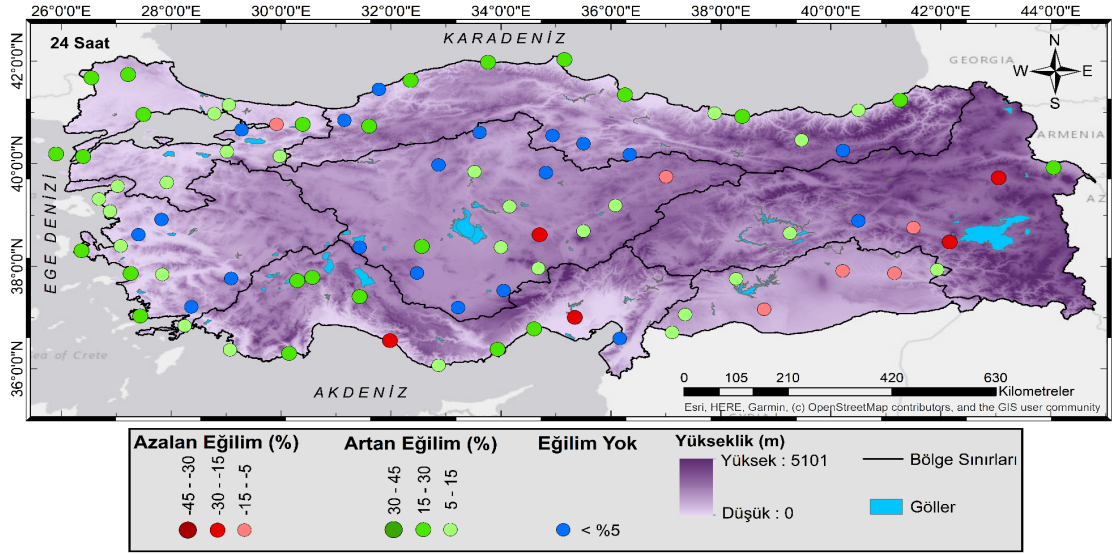 26°0'0"E 28°0'0"E 30°0'0"E 32°0'0"E 34°0'0"E 36°0'0"E 38°0'0"E 40°0'0"E 42°0'0"E 44°0'0"E
24 Saat
KARADENİZ
GEORGIA
N
W E
S
ARMENIA
AZ
42°0'0"N
40°0'0"N
38°0'0"N
36°0'0"N
EGE DENİZİ
Sea of Crete
AKDENİZ
0 105 210 420 630
Kilometreler
Esri, HERE, Garmin, (c) OpenStreetMap contributors, and the GIS user community
Azalan Eğilim (%)
-45 - -30
-30 - -15
-15 - -5
Artan Eğilim (%)
30 - 45
15 - 30
5 - 15
Eğilim Yok
< %5
Yükseklik (m)
Yüksek : 5101
Düşük : 0
Bölge Sınırları
Göller